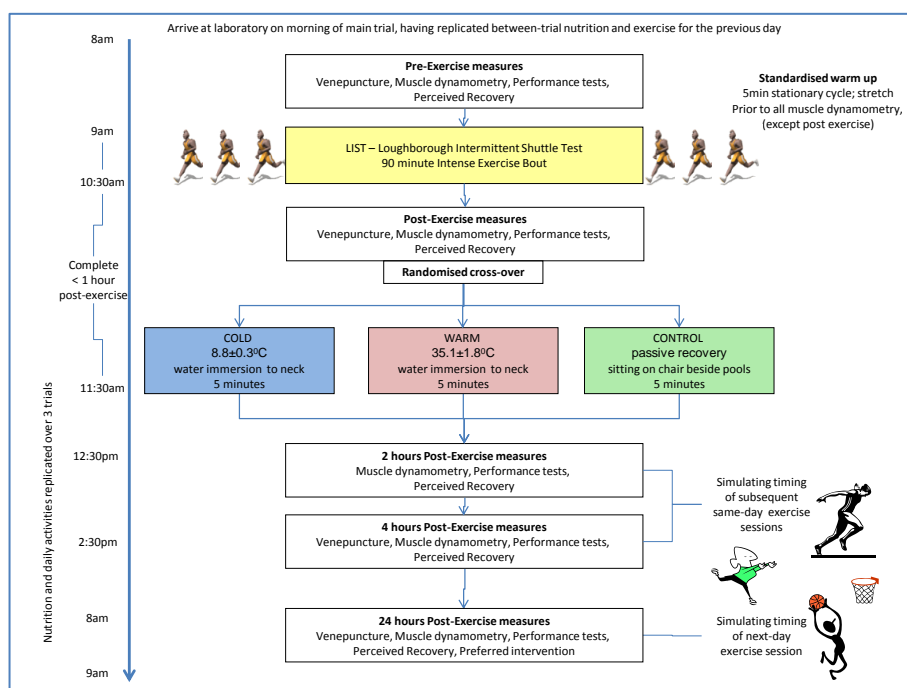 Arrive at laboratory on morning of main trial, having replicated between-trial nutrition and exercise for the previous day
8am
Pre-Exercise measures
Venepuncture, Muscle dynamometry, Performance tests,
Perceived Recovery
Standardised warm up
5min stationary cycle; stretch
Prior to all muscle dynamometry,
(except post exercise)
9am
LIST – Loughborough Intermittent Shuttle Test
90 minute Intense Exercise Bout
10:30am
Post-Exercise measures
Venepuncture, Muscle dynamometry, Performance tests,
Perceived Recovery
Complete
< 1 hour
post-exercise
Randomised cross-over
COLD
8.8±0.3⁰C
water immersion to neck
5 minutes
WARM
35.1±1.8⁰C
water immersion to neck
5 minutes
CONTROL
passive recovery
sitting on chair beside pools
5 minutes
11:30am
Nutrition and daily activities replicated over 3 trials
12:30pm
2 hours Post-Exercise measures
Muscle dynamometry, Performance tests,
Perceived Recovery
Simulating timing
of subsequent
same-day exercise
sessions
2:30pm
4 hours Post-Exercise measures
Venepuncture, Muscle dynamometry, Performance tests,
Perceived Recovery
8am
24 hours Post-Exercise measures
Venepuncture, Muscle dynamometry, Performance tests,
Perceived Recovery, Preferred intervention
Simulating timing
of next-day
exercise session
9am